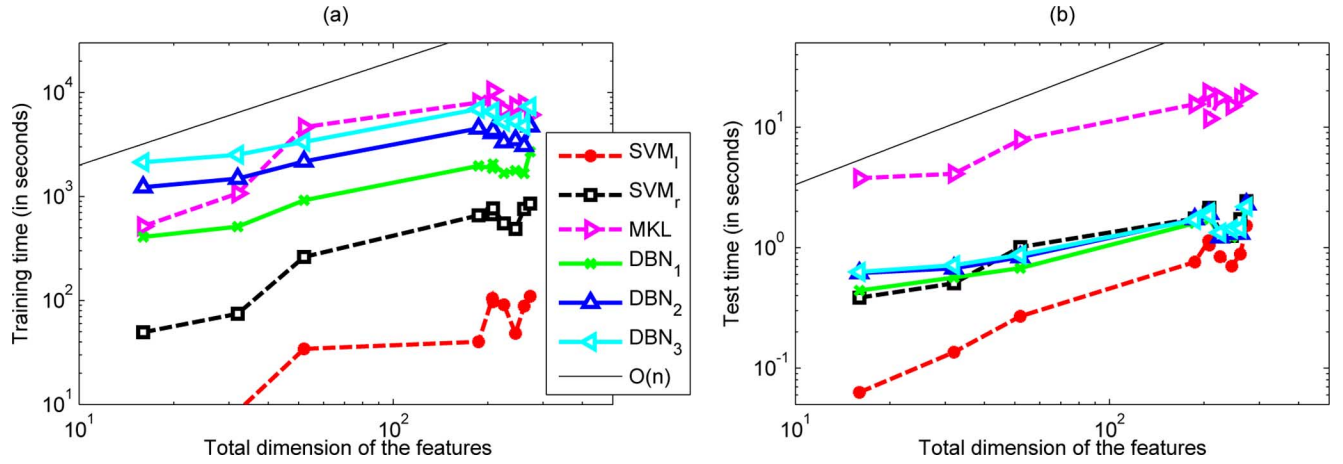 (a)
Training time (in seconds)
10^4
10^3
10^2
10^1
10^1
10^2
Total dimension of the features
SVM_l
SVM_r
MKL
DBN_1
DBN_2
DBN_3
O(n)
(b)
Test time (in seconds)
10^1
10^0
10^-1
10^1
10^2
Total dimension of the features